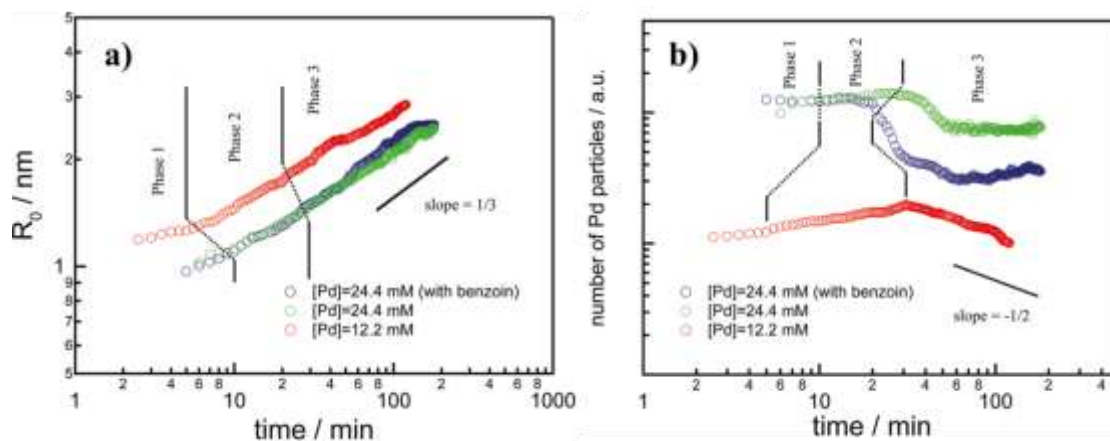 a)
Phase 1
Phase 2
Phase 3
5
4
3
2
1
9
8
7
6
5
R0 / nm
slope = 1/3
[Pd]=24.4 mM (with benzoin)
[Pd]=24.4 mM
[Pd]=12.2 mM
2 4 6 8 2 4 6 8 2 4 6 8
1 10 100 1000
time / min
b)
Phase 1
Phase 2
Phase 3
number of Pd particles / a.u.
[Pd]=24.4 mM (with benzoin)
[Pd]=24.4 mM
[Pd]=12.2 mM
slope = -1/2
2 4 6 8 2 4 6 8 2 4
1 10 100
time / min